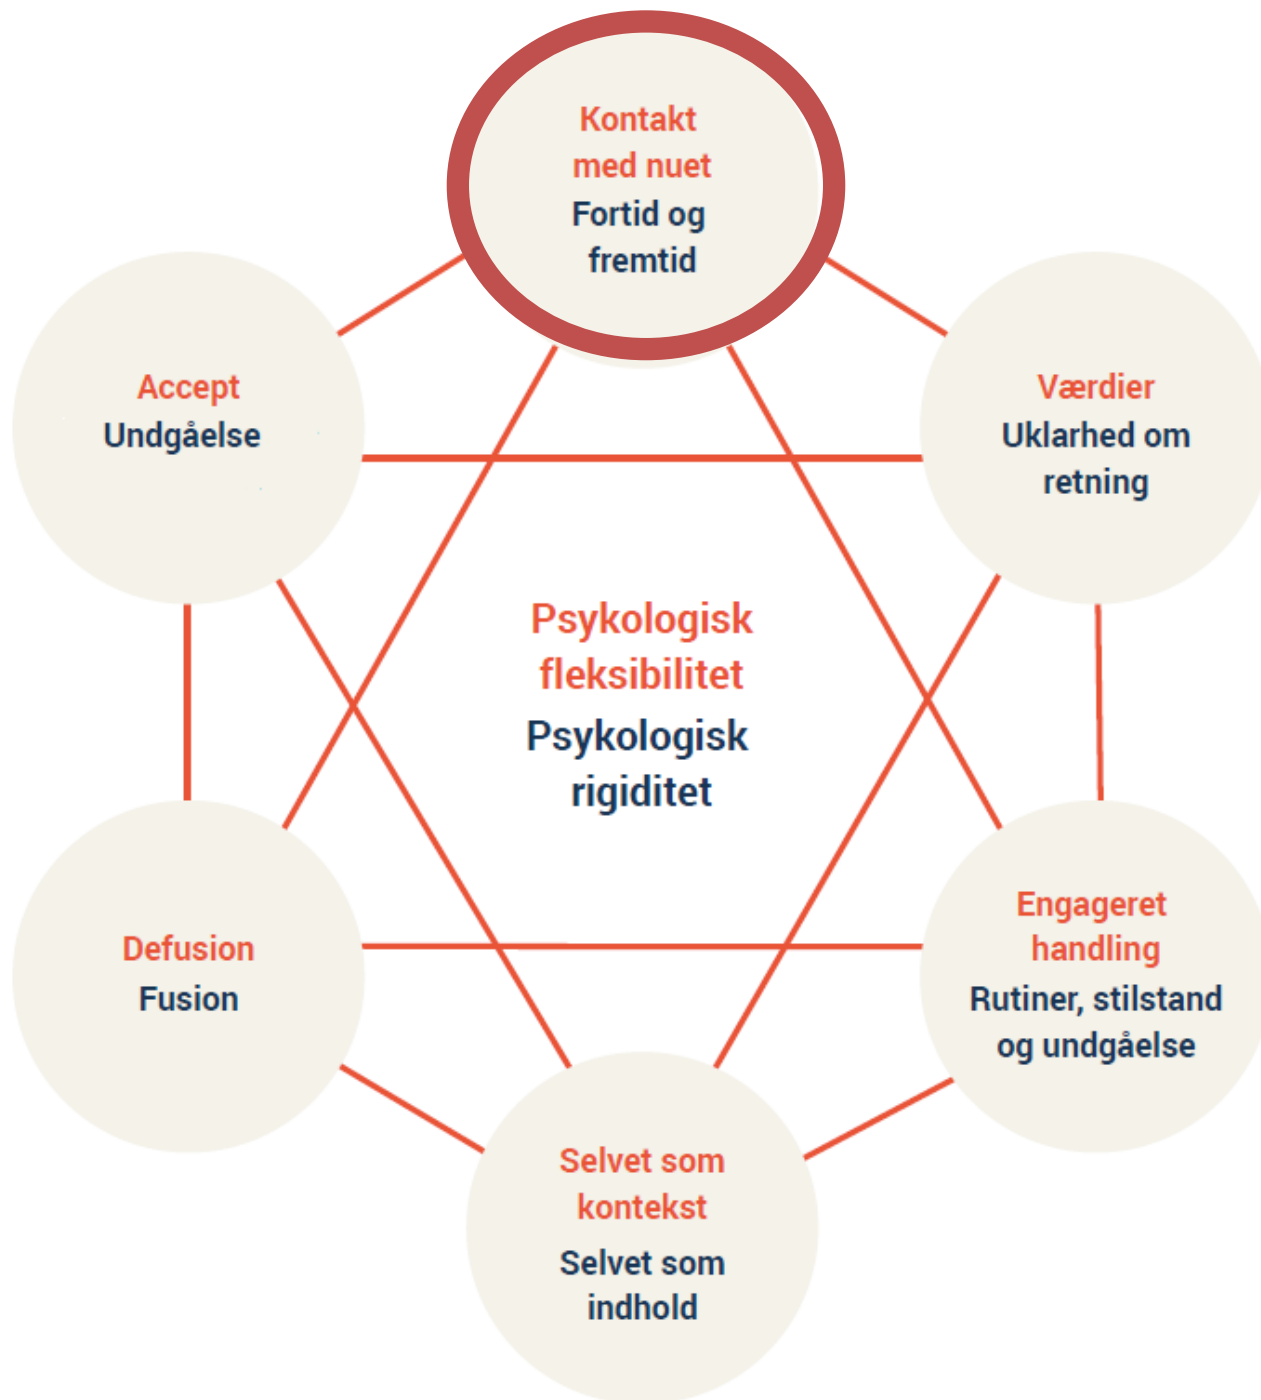 Kontakt
med nuet
Fortid og
fremtid
Accept
Undgåelse
Værdier
Uklarhed om
retning
Psykologisk
fleksibilitet
Psykologisk
rigiditet
Defusion
Fusion
Engageret
handling
Rutiner, stilstand
og undgåelse
Selvet som
kontekst
Selvet som
indhold